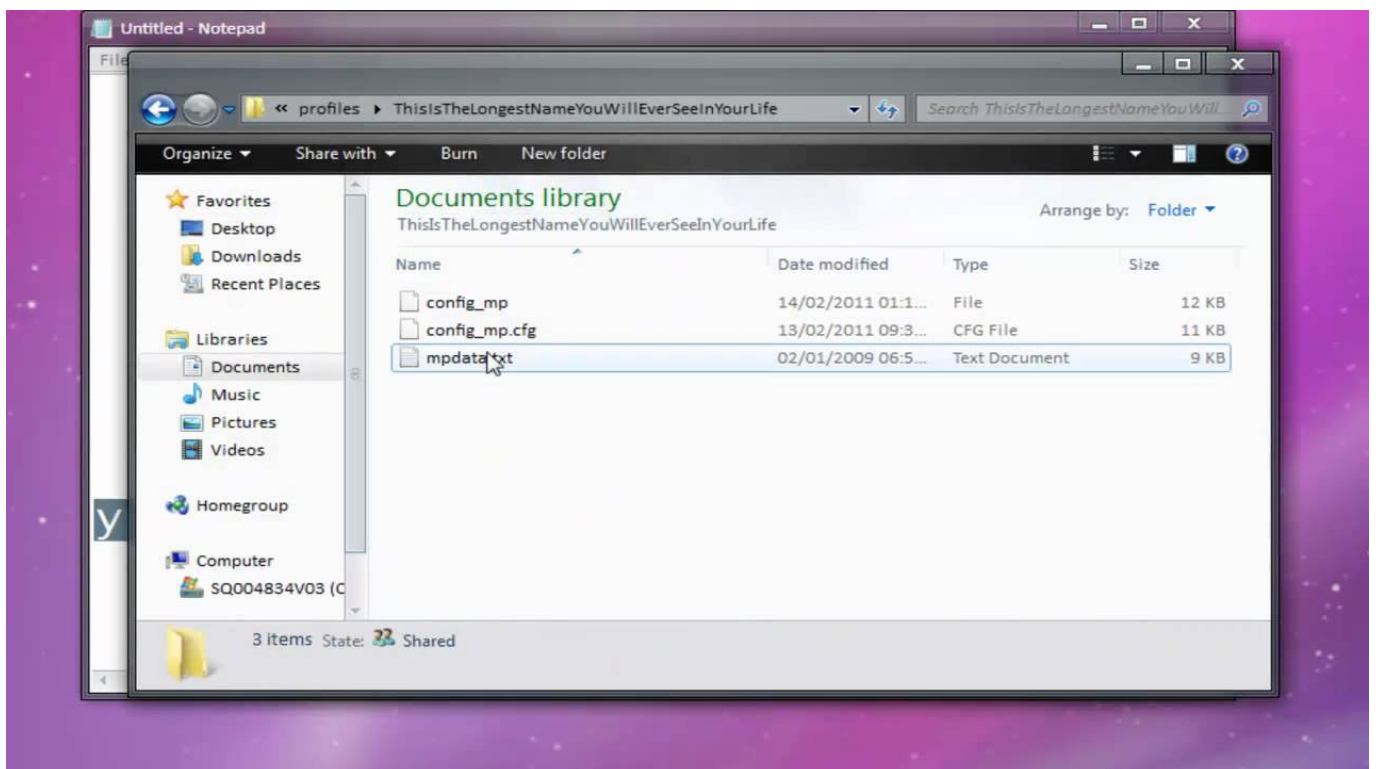 Untitled - Notepad
File
« profiles ▸ ThisIsTheLongestNameYouWillEverSeeInYourLife
Search ThisIsTheLongestNameYouWill
Organize ▾ Share with ▾ Burn New folder
Favorites
Desktop
Downloads
Recent Places
Libraries
Documents
Music
Pictures
Videos
Homegroup
Computer
SQ004834V03 (C
Documents library
ThisIsTheLongestNameYouWillEverSeeInYourLife
Arrange by: Folder ▾
Name Date modified Type Size
config_mp 14/02/2011 01:1... File 12 KB
config_mp.cfg 13/02/2011 09:3... CFG File 11 KB
mpdata.txt 02/01/2009 06:5... Text Document 9 KB
y
3 items State: Shared